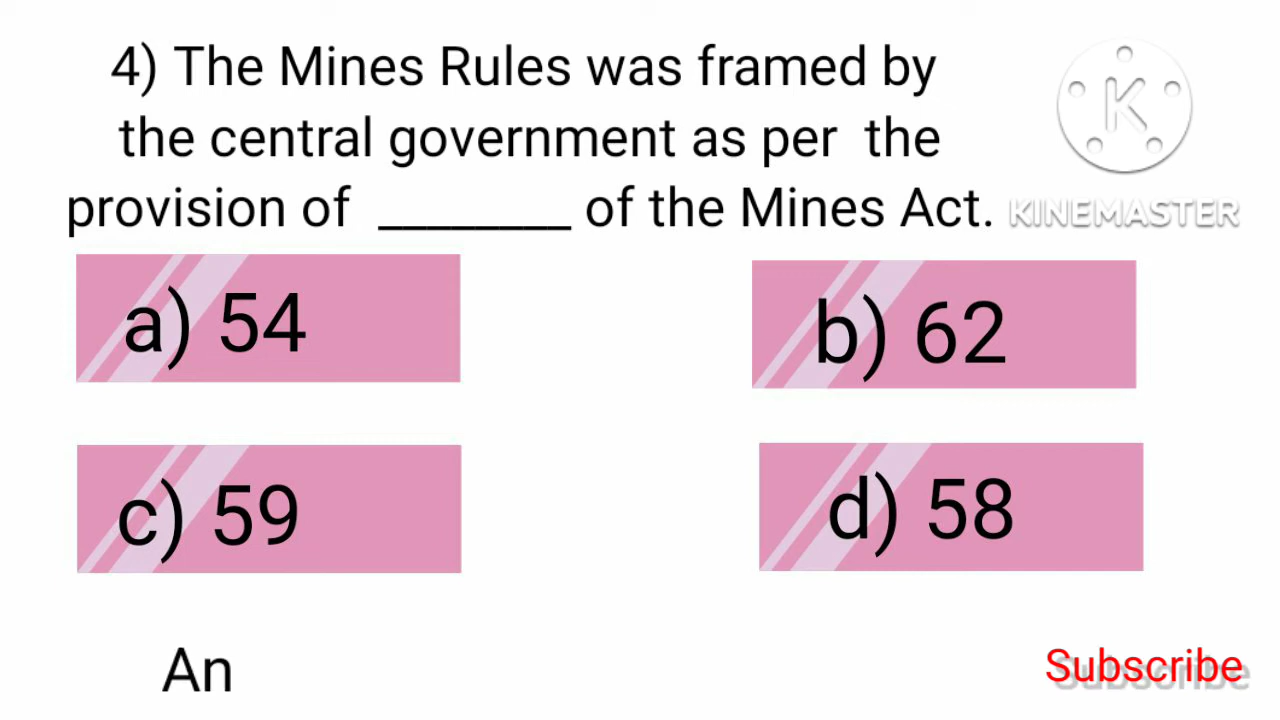 4) The Mines Rules was framed by
the central government as per the
provision of ________ of the Mines Act.
KINEMASTER
a) 54
b) 62
c) 59
d) 58
An
Subscribe